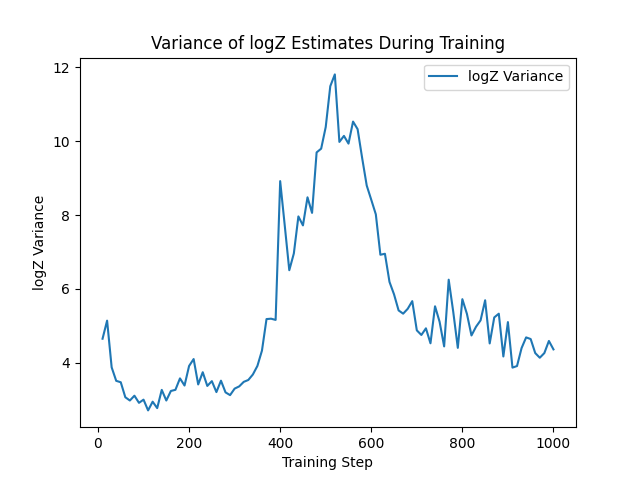 Variance of logZ Estimates During Training
logZ Variance
12
10
8
6
4
logZ Variance
0 200 400 600 800 1000
Training Step